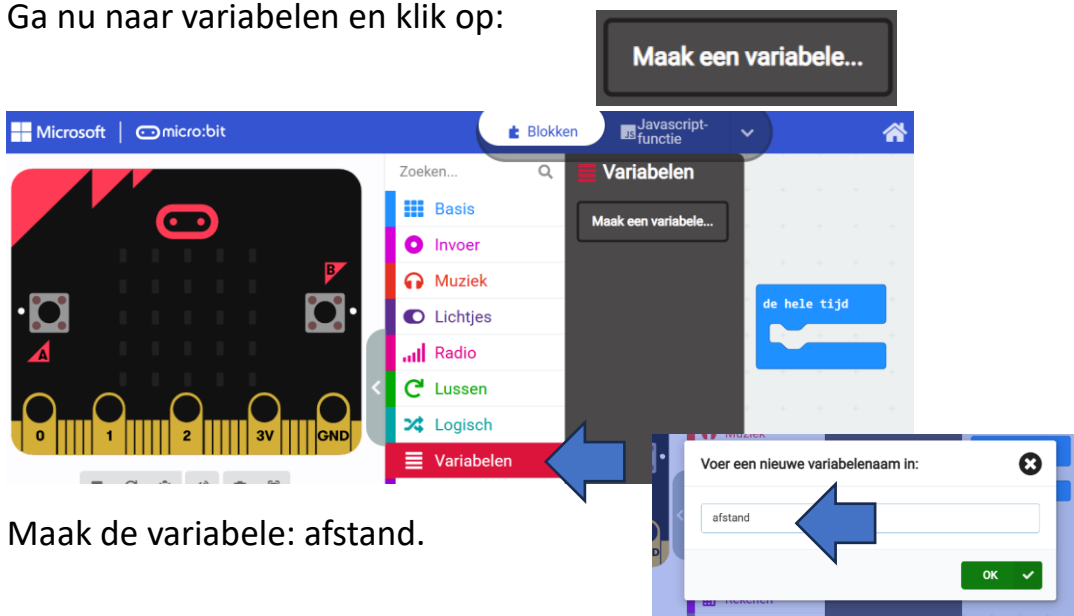 Ga nu naar variabelen en klik op:
Maak een variabele...
Microsoft micro:bit
Blokken
Javascript-
functie
Zoeken...
Variabelen
Basis
Maak een variabele...
Invoer
Muziek
B
de hele tijd
Lichtjes
A
Radio
Lussen
0 1 2 3V GND
Logisch
Variabelen
Muziek
Voer een nieuwe variabelenaam in:
afstand
Maak de variabele: afstand.
OK
Rekenen